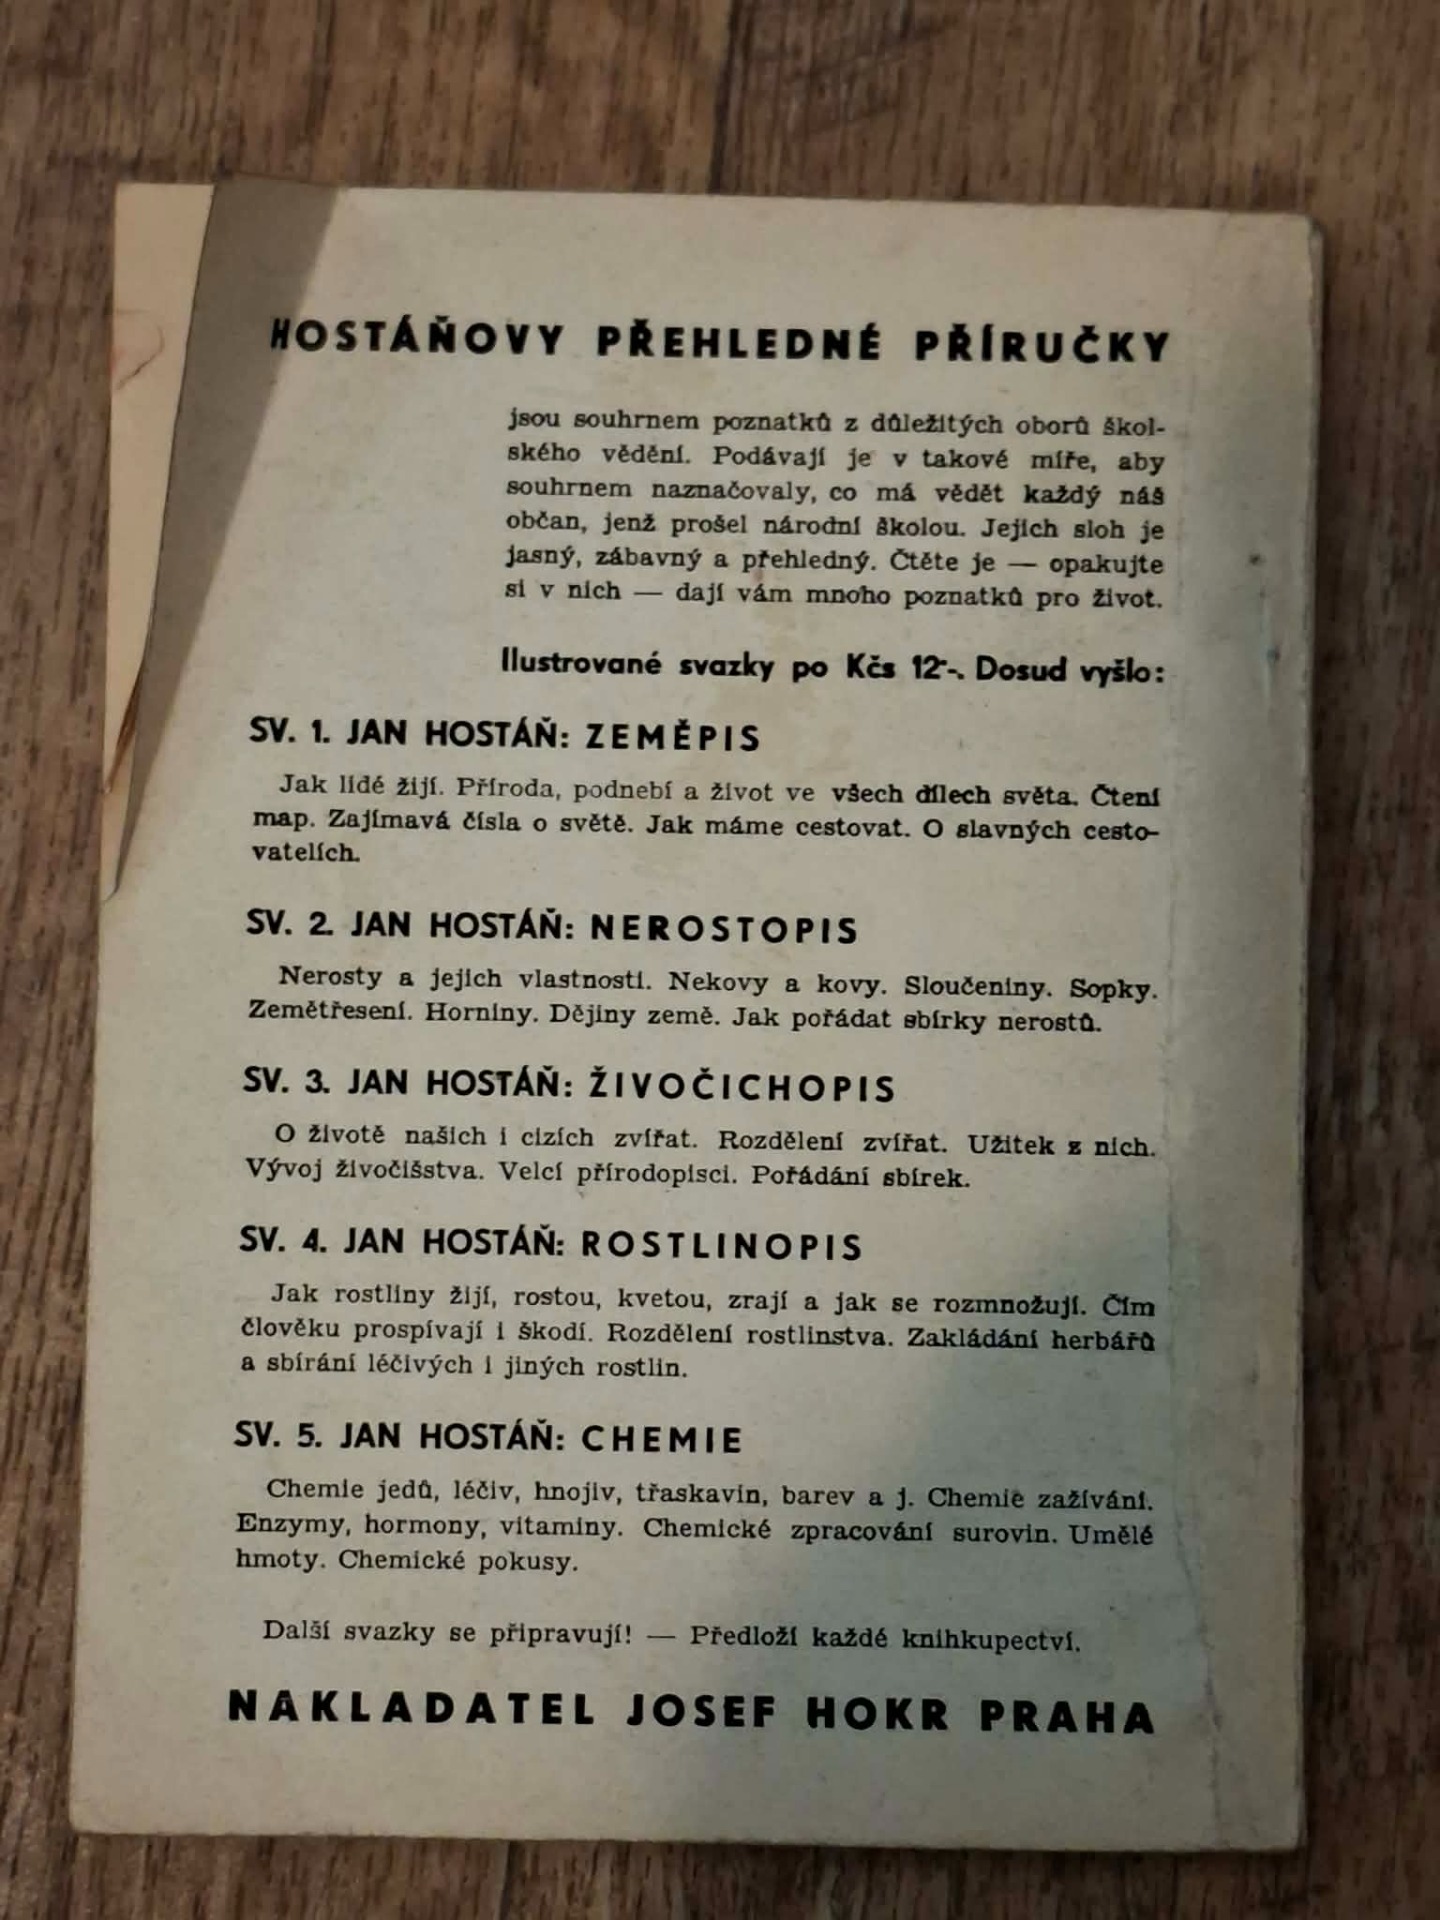 HOSTÁŇOVY PŘEHLEDNÉ PŘÍRUČKY
jsou souhrnem poznatků z důležitých oborů škol-
ského vědění. Podávají je v takové míře, aby
souhrnem naznačovaly, co má vědět každý náš
občan, jenž prošel národní školou. Jejich sloh je
jasný, zábavný a přehledný. Čtěte je — opakujte
si v nich — dají vám mnoho poznatků pro život.
Ilustrované svazky po Kčs 12·-. Dosud vyšlo:
SV. 1. JAN HOSTÁŇ: ZEMĚPIS
Jak lidé žijí. Příroda, podnebí a život ve všech dílech světa. Čtení
map. Zajímavá čísla o světě. Jak máme cestovat. O slavných cesto-
vatelích.
SV. 2. JAN HOSTÁŇ: NEROSTOPIS
Nerosty a jejich vlastnosti. Nekovy a kovy. Sloučeniny. Sopky.
Zemětřesení. Horniny. Dějiny země. Jak pořádat sbírky nerostů.
SV. 3. JAN HOSTÁŇ: ŽIVOČICHOPIS
O životě našich i cizích zvířat. Rozdělení zvířat. Užitek z nich.
Vývoj živočišstva. Velcí přírodopisci. Pořádání sbírek.
SV. 4. JAN HOSTÁŇ: ROSTLINOPIS
Jak rostliny žijí, rostou, kvetou, zrají a jak se rozmnožují. Čím
člověku prospívají i škodí. Rozdělení rostlinstva. Zakládání herbářů
a sbírání léčivých i jiných rostlin.
SV. 5. JAN HOSTÁŇ: CHEMIE
Chemie jedů, léčiv, hnojiv, třaskavin, barev a j. Chemie zažívání.
Enzymy, hormony, vitaminy. Chemické zpracování surovin. Umělé
hmoty. Chemické pokusy.
Další svazky se připravují! — Předloží každé knihkupectví.
NAKLADATEL JOSEF HOKR PRAHA